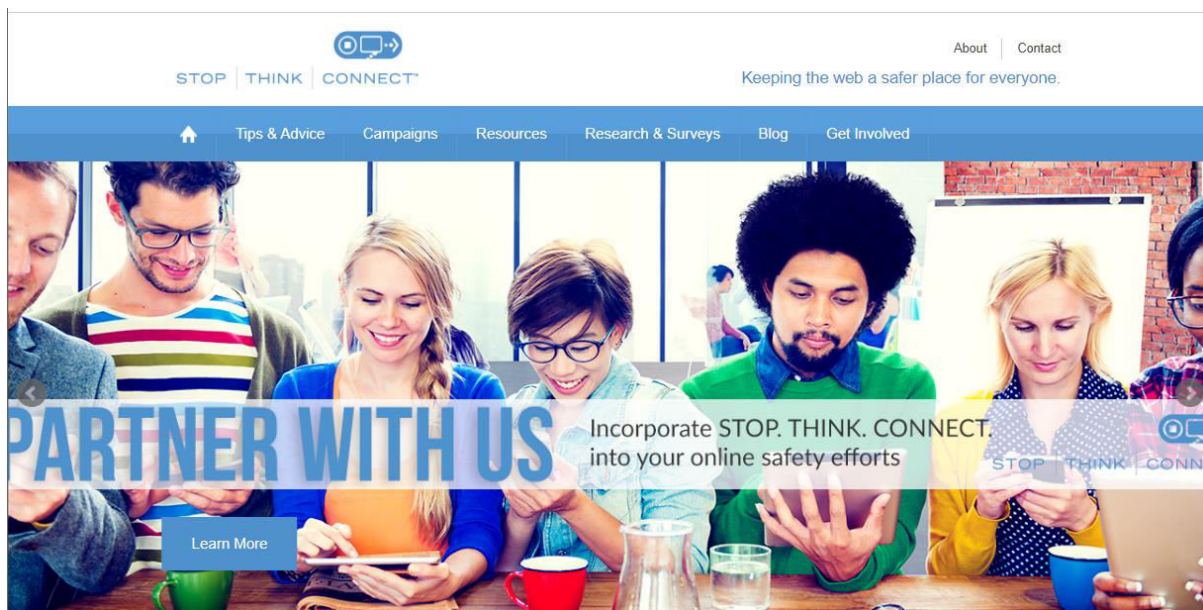 About Contact
STOP THINK CONNECT™
Keeping the web a safer place for everyone.
Tips & Advice Campaigns Resources Research & Surveys Blog Get Involved
PARTNER WITH US
Incorporate STOP. THINK. CONNECT.
into your online safety efforts
STOP THINK CONN
Learn More